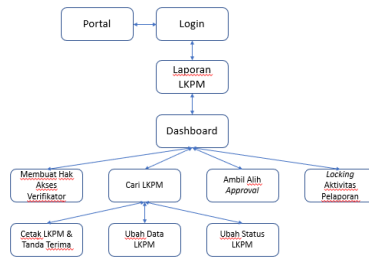 Portal
Login
Laporan
LKPM
Dashboard
Membuat Hak
Akses
Verifikator
Cari LKPM
Ambil Alih
Approval
Locking
Aktivitas
Pelaporan
Cetak LKPM &
Tanda Terima
Ubah Data
LKPM
Ubah Status
LKPM